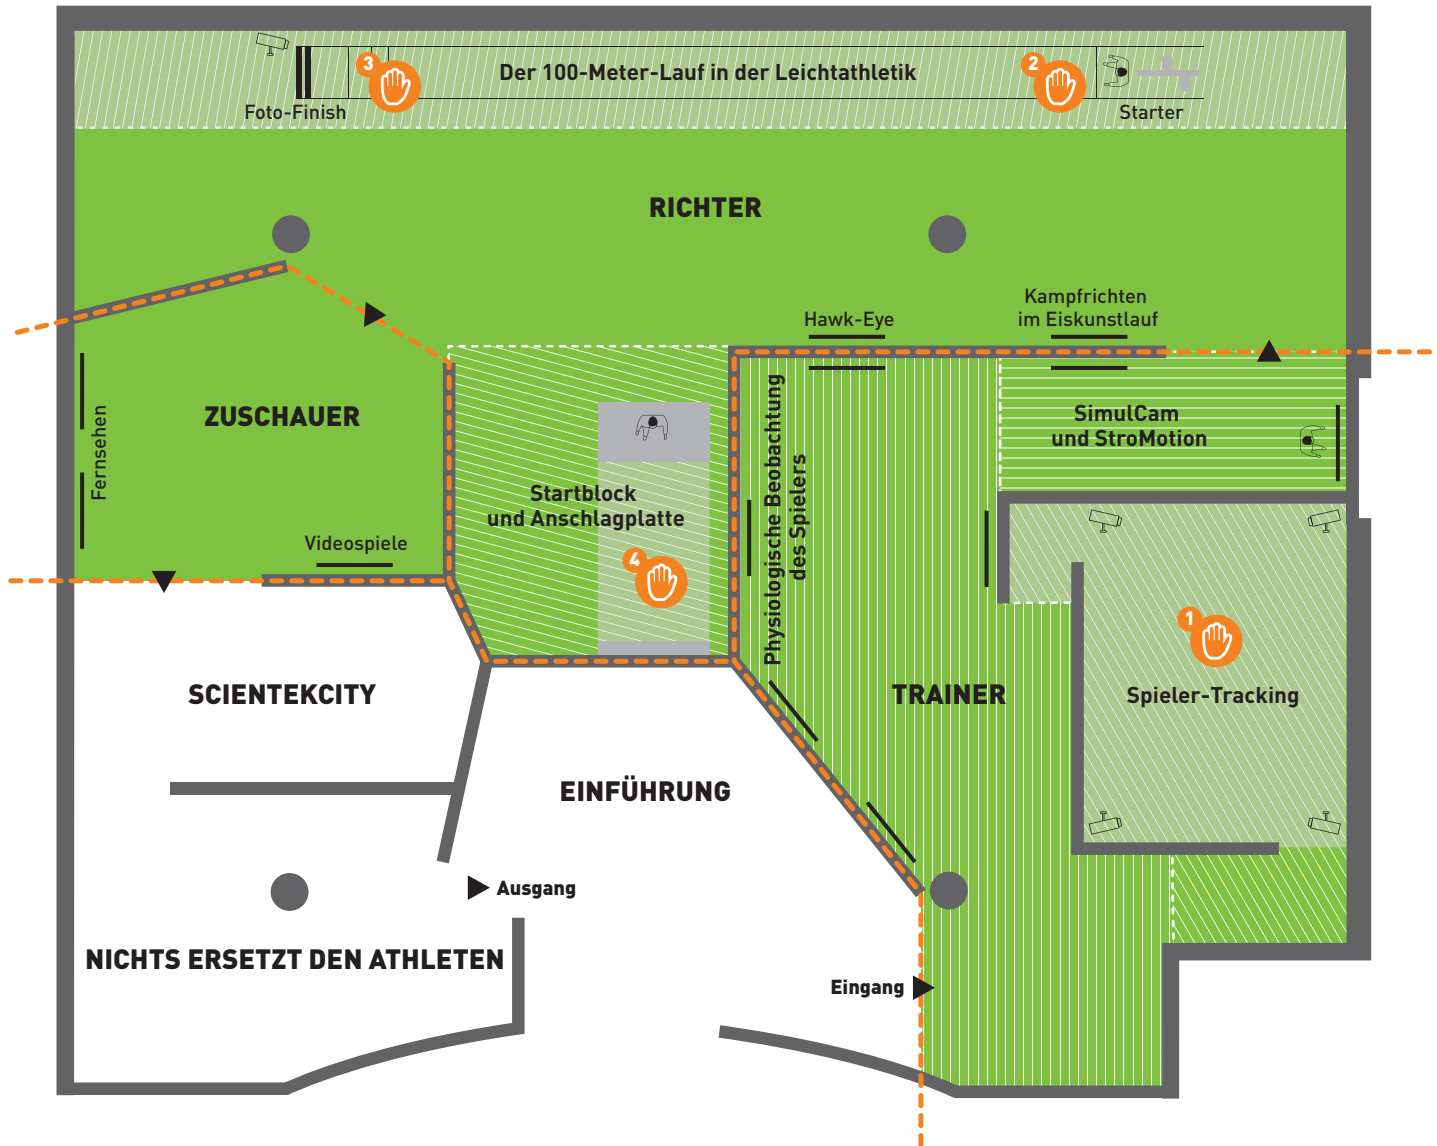 3
Der 100-Meter-Lauf in der Leichtathletik
2
Foto-Finish
Starter
RICHTER
Hawk-Eye
Kampfrichten
im Eiskunstlauf
ZUSCHAUER
Fernsehen
Videospiele
Startblock
und Anschlagplatte
4
Physiologische Beobachtung
des Spielers
SimulCam
und StroMotion
1
Spieler-Tracking
TRAINER
SCIENTEKCITY
EINFÜHRUNG
Ausgang
NICHTS ERSETZT DEN ATHLETEN
Eingang